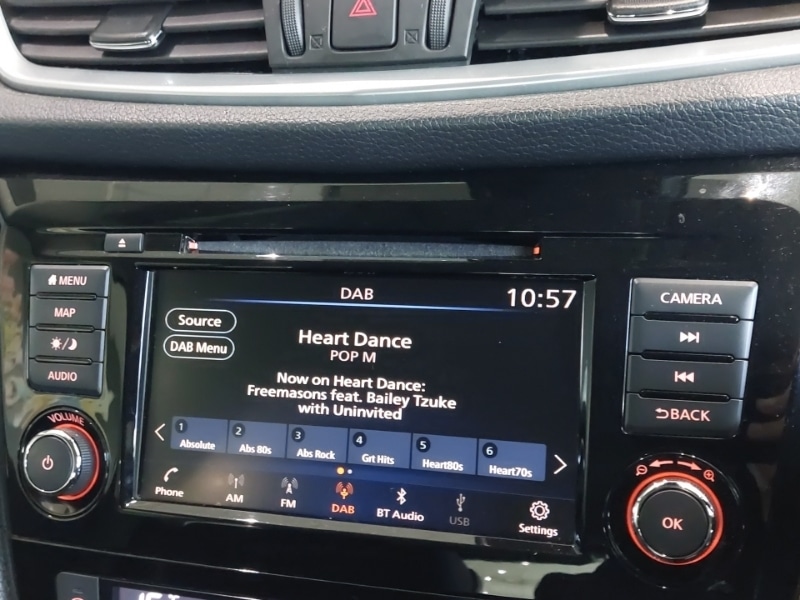 MENU
MAP
AUDIO
VOLUME
DAB
10:57
Source
DAB Menu
Heart Dance
POP M
Now on Heart Dance:
Freemasons feat. Bailey Tzuke
with Uninvited
1 Absolute
2 Abs 80s
3 Abs Rock
4 Grt Hits
5 Heart80s
6 Heart70s
Phone
AM
FM
DAB
BT Audio
USB
Settings
CAMERA
BACK
OK